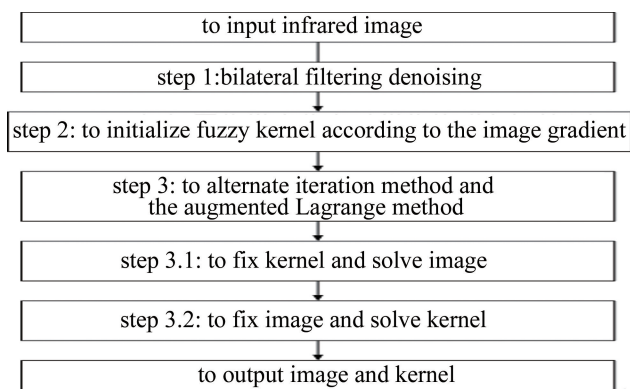 to input infrared image
step 1:bilateral filtering denoising
step 2: to initialize fuzzy kernel according to the image gradient
step 3: to alternate iteration method and
the augmented Lagrange method
step 3.1: to fix kernel and solve image
step 3.2: to fix image and solve kernel
to output image and kernel